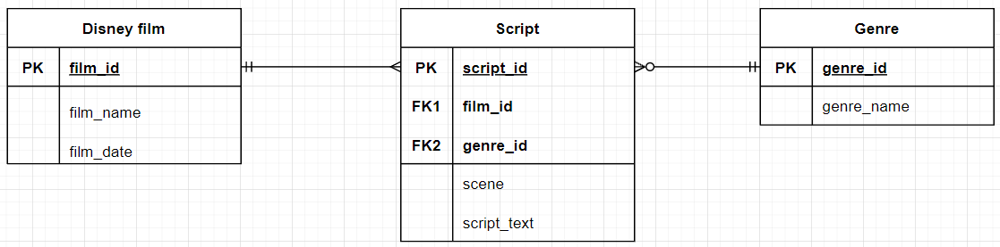 Disney film
PK film_id
film_name
film_date
Script
PK script_id
FK1 film_id
FK2 genre_id
scene
script_text
Genre
PK genre_id
genre_name